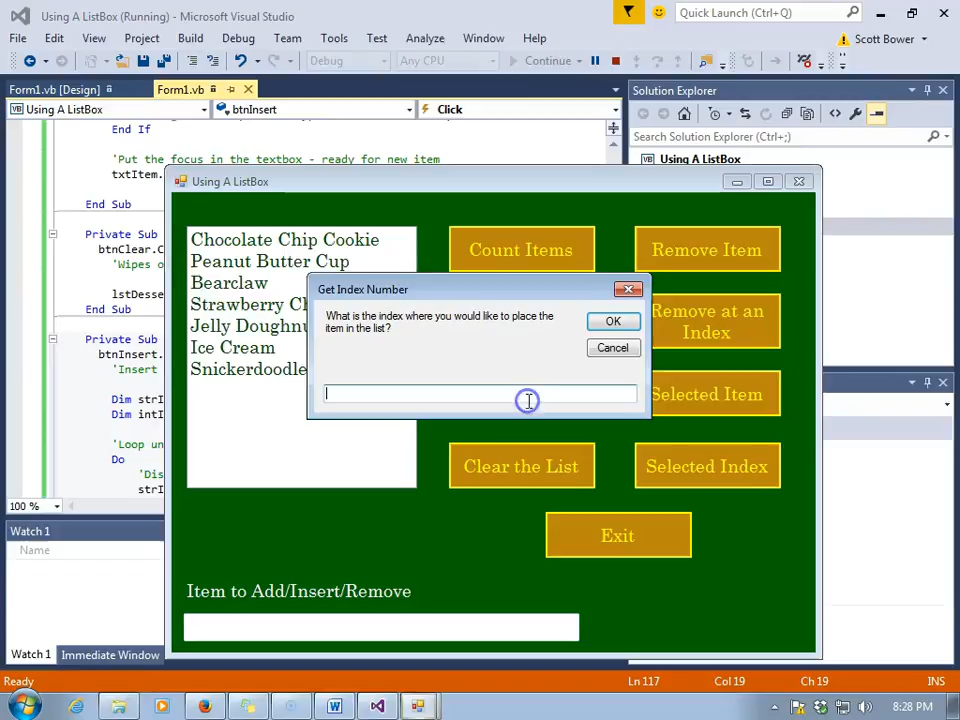 Using A ListBox (Running) - Microsoft Visual Studio
Quick Launch (Ctrl+Q)
File Edit View Project Build Debug Team Tools Test Analyze Window Help
Scott Bower
Debug Any CPU Continue
Form1.vb [Design] Form1.vb
Using A ListBox btnInsert Click
Solution Explorer
Search Solution Explorer (Ctrl+;)
Using A ListBox
End If
'Put the focus in the textbox - ready for new item
txtItem.
End Sub
Private Sub
btnClear.C
'Wipes o
lstDesse
End Sub
Private Sub
btnInsert.
'Insert
Dim strI
Dim intI
'Loop un
Do
'Dis
strI
100 %
Using A ListBox
Chocolate Chip Cookie
Peanut Butter Cup
Bearclaw
Strawberry Ch
Jelly Doughnu
Ice Cream
Snickerdoodle
Count Items
Remove Item
Remove at an
Index
Selected Item
Clear the List
Selected Index
Exit
Item to Add/Insert/Remove
Get Index Number
What is the index where you would like to place the
item in the list?
OK
Cancel
Watch 1
Name
Watch 1 Immediate Window
Ready Ln 117 Col 19 Ch 19 INS
8:28 PM